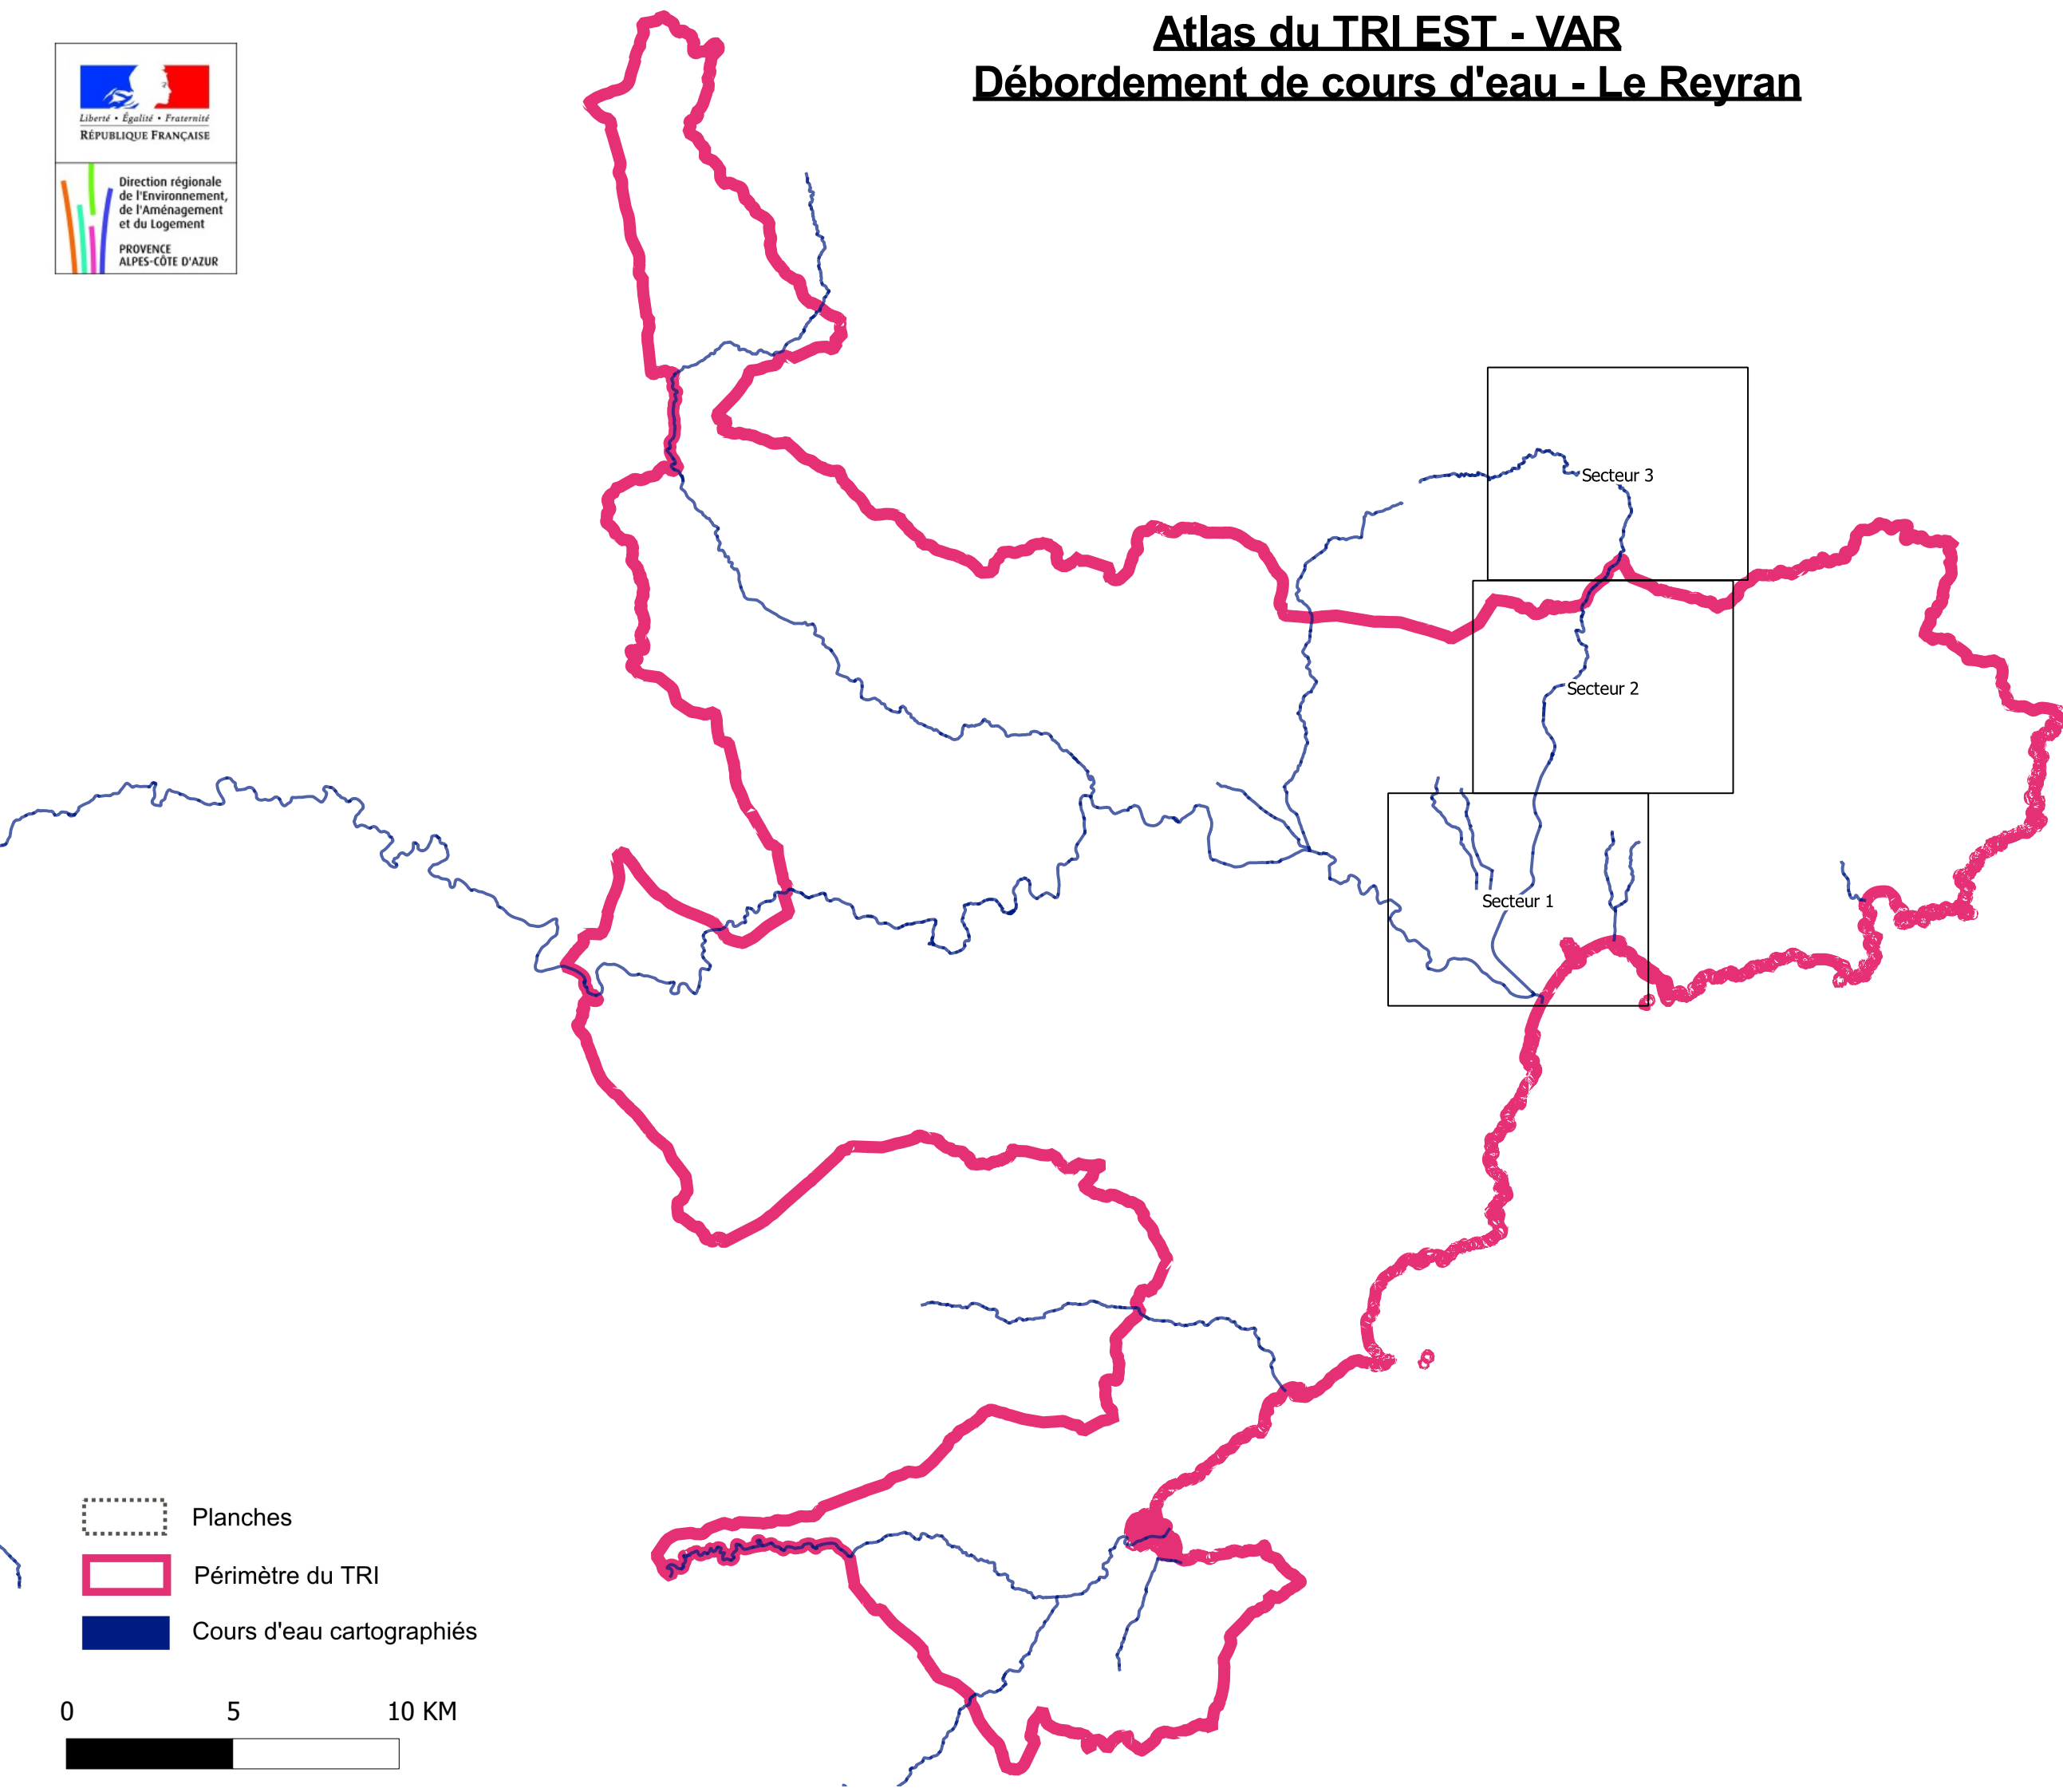 Atlas du TRI EST - VAR
Débordement de cours d'eau - Le Reyran
Liberté • Égalité • Fraternité
RÉPUBLIQUE FRANÇAISE
Direction régionale
de l'Environnement,
de l'Aménagement
et du Logement
PROVENCE
ALPES-CÔTE D'AZUR
Secteur 3
Secteur 2
Secteur 1
Planches
Périmètre du TRI
Cours d'eau cartographiés
0 5 10 KM